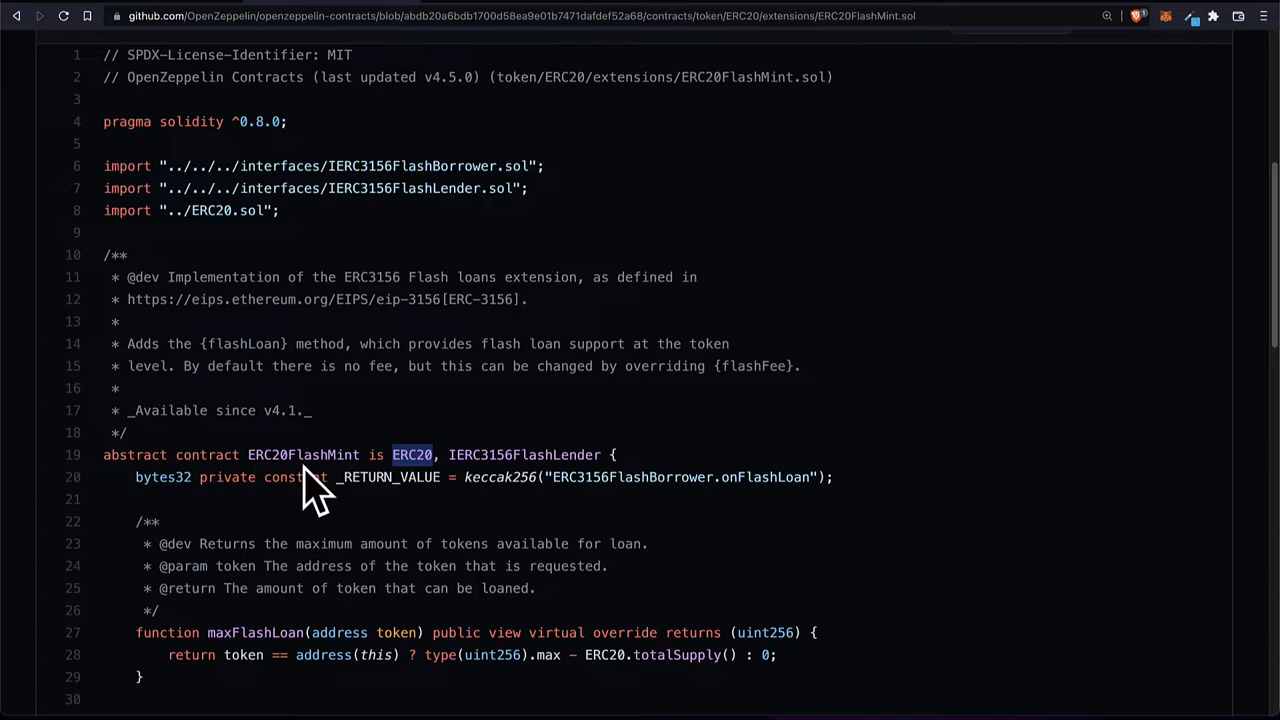 github.com/OpenZeppelin/openzeppelin-contracts/blob/abdb20a6bdb1700d58ea9e01b7471dafdef52a68/contracts/token/ERC20/extensions/ERC20FlashMint.sol
1 // SPDX-License-Identifier: MIT
2 // OpenZeppelin Contracts (last updated v4.5.0) (token/ERC20/extensions/ERC20FlashMint.sol)
3
4 pragma solidity ^0.8.0;
5
6 import "../../../interfaces/IERC3156FlashBorrower.sol";
7 import "../../../interfaces/IERC3156FlashLender.sol";
8 import "../ERC20.sol";
9
10 /**
11 * @dev Implementation of the ERC3156 Flash loans extension, as defined in
12 * https://eips.ethereum.org/EIPS/eip-3156[ERC-3156].
13 *
14 * Adds the {flashLoan} method, which provides flash loan support at the token
15 * level. By default there is no fee, but this can be changed by overriding {flashFee}.
16 *
17 * _Available since v4.1._
18 */
19 abstract contract ERC20FlashMint is ERC20, IERC3156FlashLender {
20 bytes32 private constant _RETURN_VALUE = keccak256("ERC3156FlashBorrower.onFlashLoan");
21
22 /**
23 * @dev Returns the maximum amount of tokens available for loan.
24 * @param token The address of the token that is requested.
25 * @return The amount of token that can be loaned.
26 */
27 function maxFlashLoan(address token) public view virtual override returns (uint256) {
28 return token == address(this) ? type(uint256).max - ERC20.totalSupply() : 0;
29 }
30